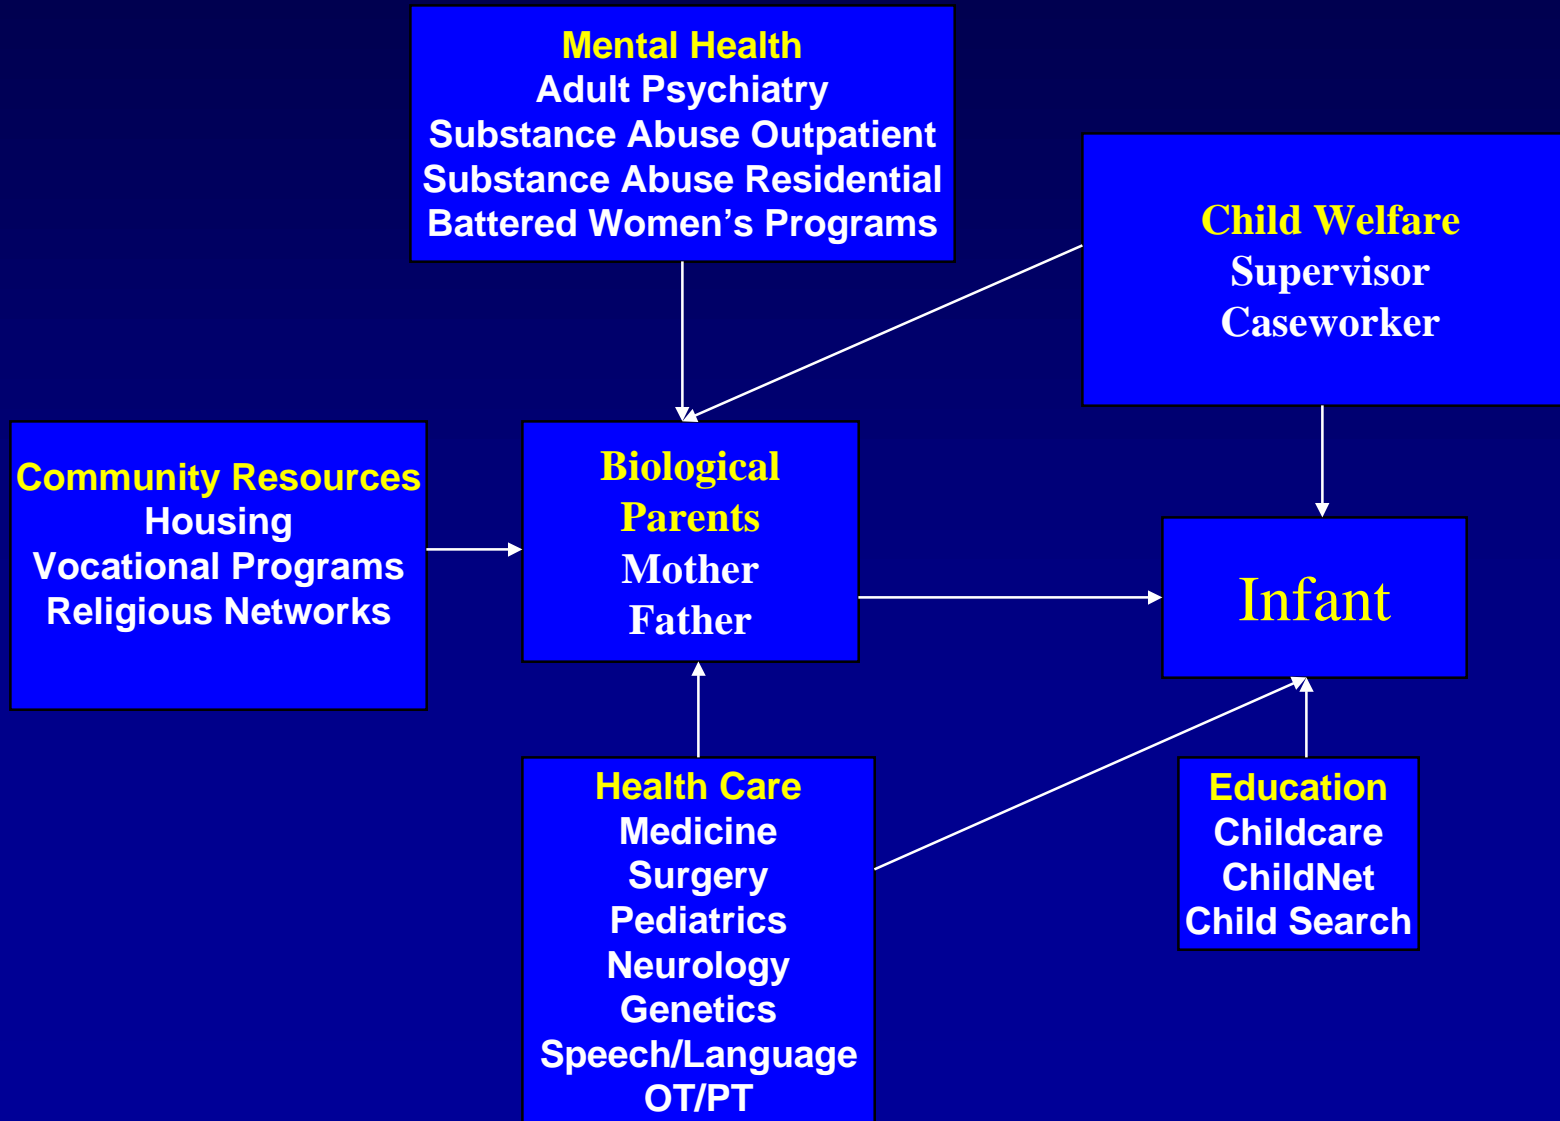 Mental Health
Adult Psychiatry
Substance Abuse Outpatient
Substance Abuse Residential
Battered Women’s Programs
Child Welfare
Supervisor
Caseworker
Community Resources
Housing
Vocational Programs
Religious Networks
Biological
Parents
Mother
Father
Infant
Health Care
Medicine
Surgery
Pediatrics
Neurology
Genetics
Speech/Language
OT/PT
Education
Childcare
ChildNet
Child Search